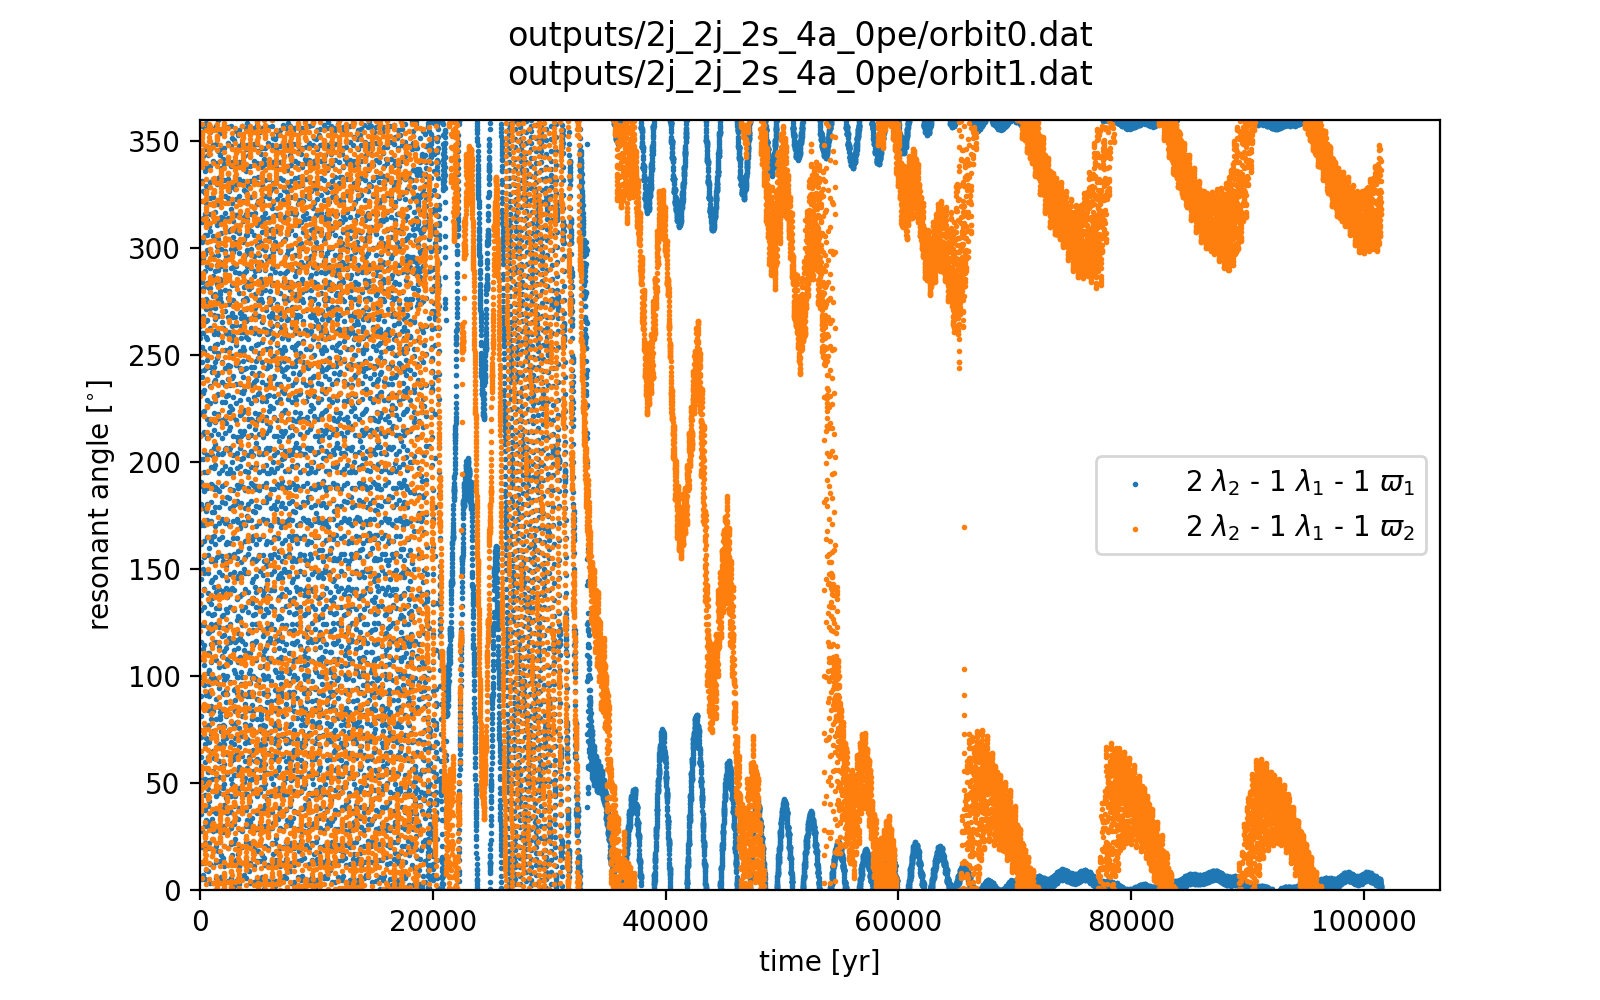 outputs/2j_2j_2s_4a_0pe/orbit0.dat
outputs/2j_2j_2s_4a_0pe/orbit1.dat
350
300
250
200
150
100
50
0
resonant angle [°]
2 λ₂ - 1 λ₁ - 1 ϖ₁
2 λ₂ - 1 λ₁ - 1 ϖ₂
0 20000 40000 60000 80000 100000
time [yr]